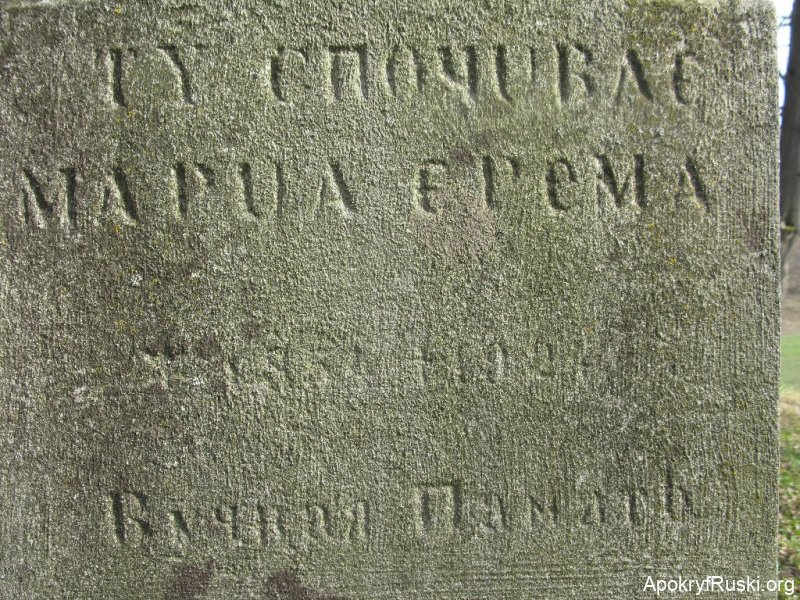 ТУ СПОЧИВАЄ
МАРИА ЄРЕМА
Вѣчная Память
ApokryfRuski.org